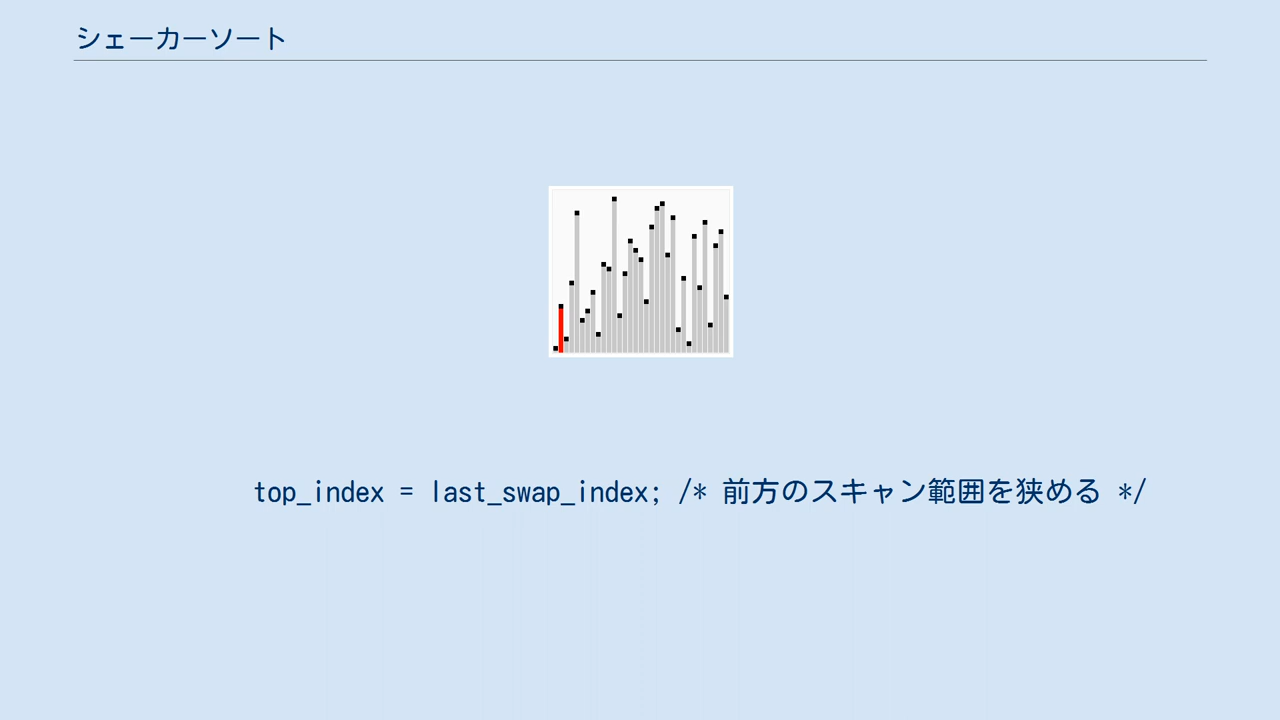 シェーカーソート
top_index = last_swap_index; /* 前方のスキャン範囲を狭める */